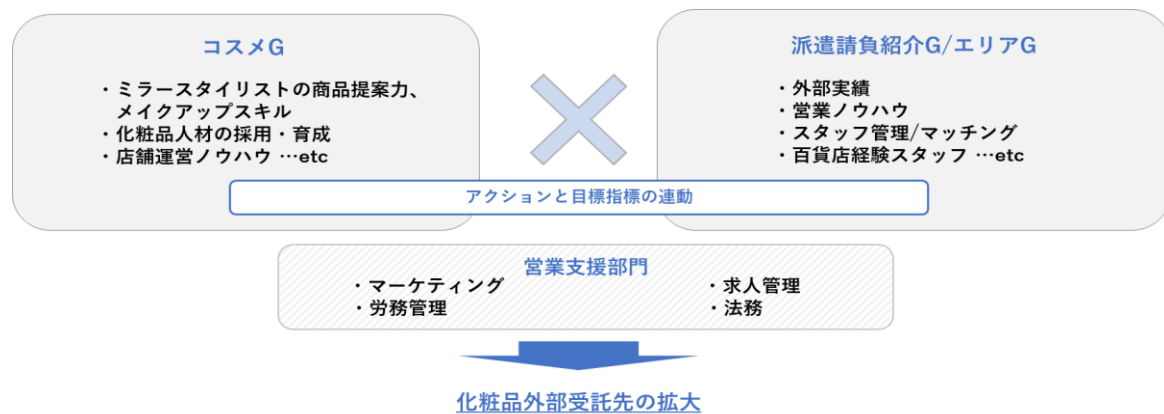 コスメG
・ミラースタイリストの商品提案力、
メイクアップスキル
・化粧品人材の採用・育成
・店舗運営ノウハウ …etc
派遣請負紹介G/エリアG
・外部実績
・営業ノウハウ
・スタッフ管理/マッチング
・百貨店経験スタッフ …etc
アクションと目標指標の連動
営業支援部門
・マーケティング
・労務管理
・求人管理
・法務
化粧品外部受託先の拡大